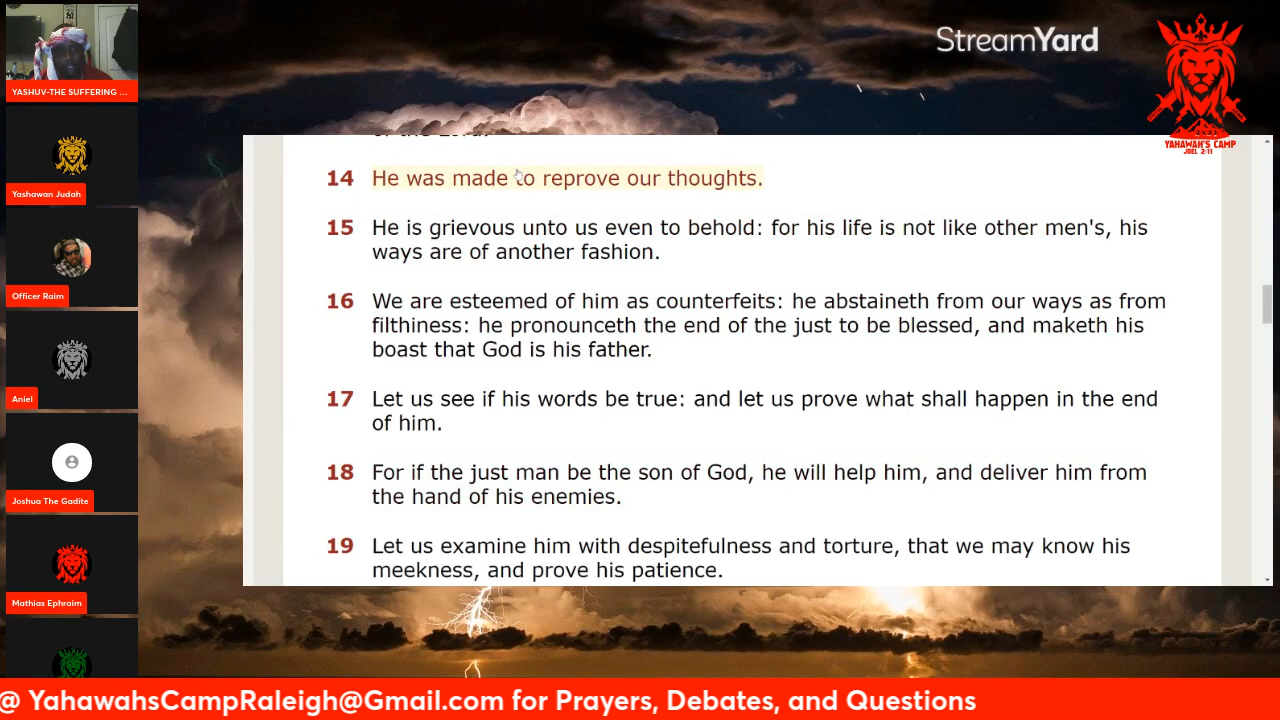 StreamYard
YAHAWAH'S CAMP
JOEL 2:11
YASHUV-THE SUFFERING ...
Yashawan Judah
Officer Raim
Aniel
Joshua The Gadite
Mathias Ephraim
14 He was made to reprove our thoughts.
15 He is grievous unto us even to behold: for his life is not like other men's, his
ways are of another fashion.
16 We are esteemed of him as counterfeits: he abstaineth from our ways as from
filthiness: he pronounceth the end of the just to be blessed, and maketh his
boast that God is his father.
17 Let us see if his words be true: and let us prove what shall happen in the end
of him.
18 For if the just man be the son of God, he will help him, and deliver him from
the hand of his enemies.
19 Let us examine him with despitefulness and torture, that we may know his
meekness, and prove his patience.
@ YahawahsCampRaleigh@Gmail.com for Prayers, Debates, and Questions